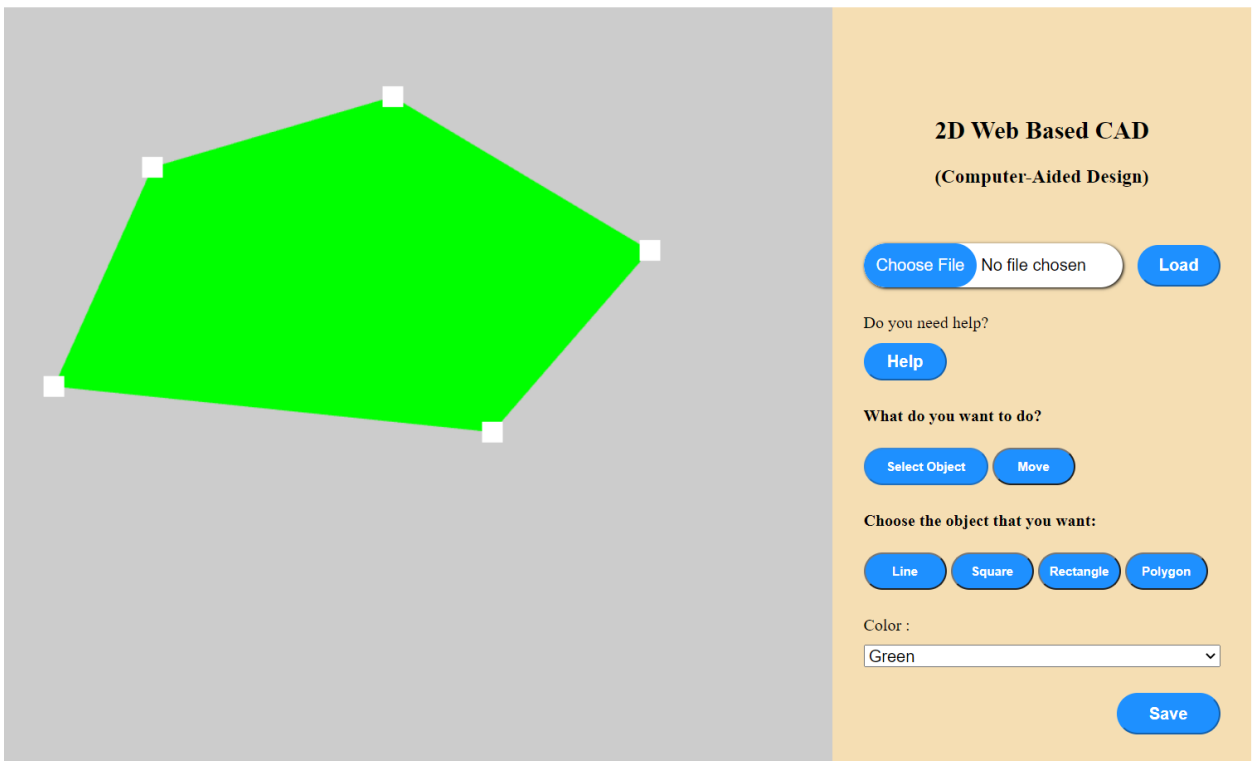 2D Web Based CAD
(Computer-Aided Design)
Choose File No file chosen Load
Do you need help?
Help
What do you want to do?
Select Object Move
Choose the object that you want:
Line Square Rectangle Polygon
Color :
Green
Save